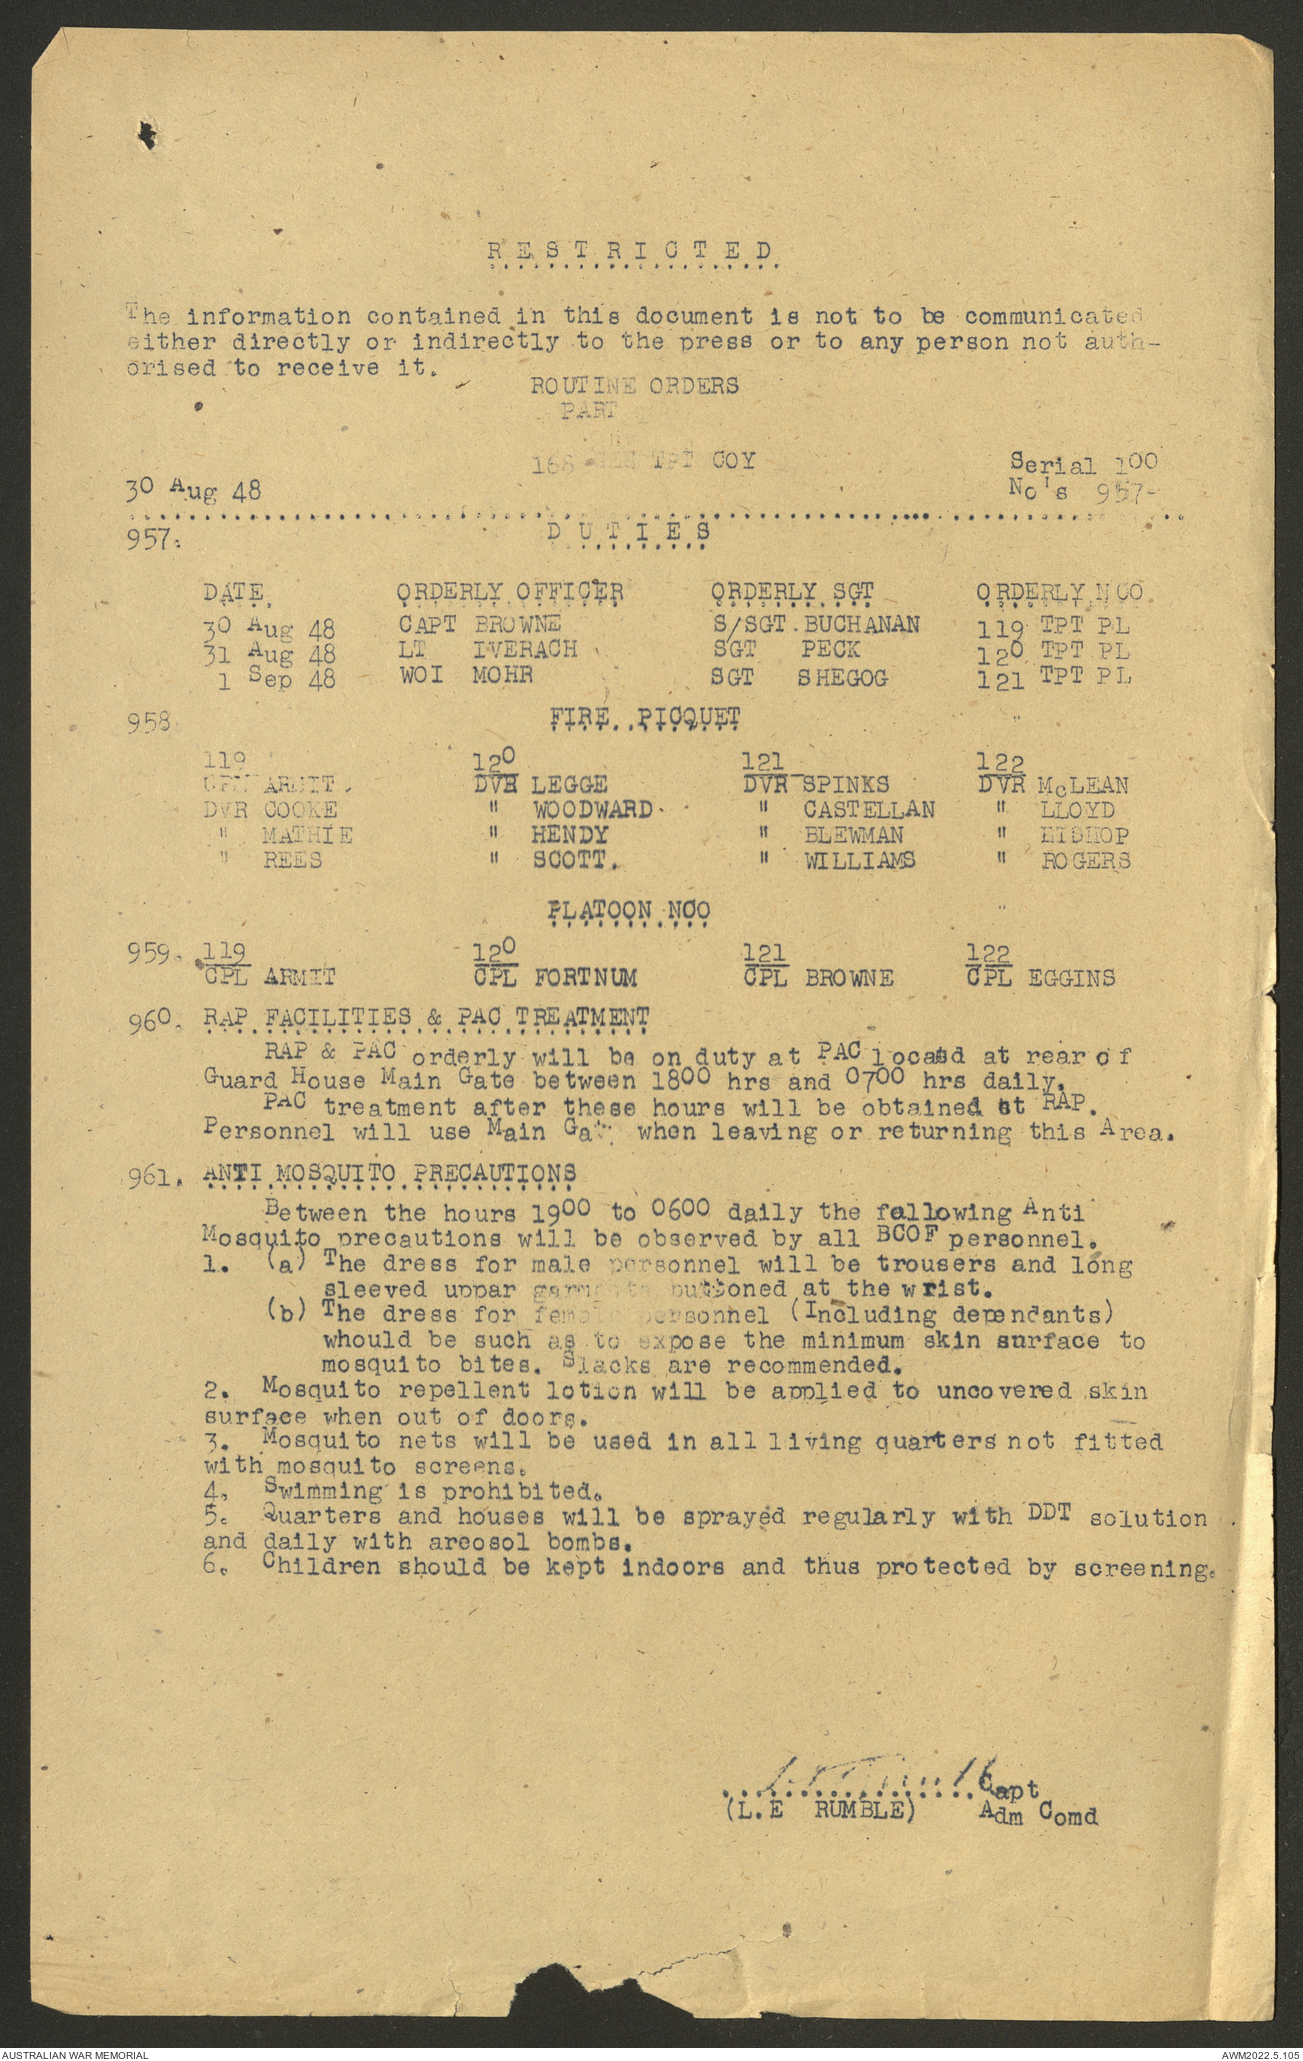 RESTRICTED
The information contained in this document is not to be communicated
either directly or indirectly to the press or to any person not auth-
orised to receive it.
ROUTINE ORDERS
PART
168 TPT COY
Serial 100
30 Aug 48
No's 957-
957.
DUTIES
DATE ORDERLY OFFICER ORDERLY SGT ORDERLY NCO
30 Aug 48 CAPT BROWNE S/SGT.BUCHANAN 119 TPT PL
31 Aug 48 LT IVERACH SGT PECK 120 TPT PL
1 Sep 48 WOI MOHR SGT SHEGOG 121 TPT PL
958 FIRE..PICQUET
119 120 121 122
CPL ARMIT. DVR LEGGE DVR SPINKS DVR McLEAN
DVR COOKE " WOODWARD " CASTELLAN " LLOYD
" MATHIE " HENDY " BLEWMAN " BISHOP
" REES " SCOTT. " WILLIAMS " ROGERS
PLATOON NCO
959. 119 120 121 122
CPL ARMIT CPL FORTNUM CPL BROWNE CPL EGGINS
960. RAP FACILITIES & PAC TREATMENT
RAP & PAC orderly will be on duty at PAC locatd at rear of
Guard House Main Gate between 1800 hrs and 0700 hrs daily.
PAC treatment after these hours will be obtained at RAP.
Personnel will use Main Gate when leaving or returning this Area.
961. ANTI MOSQUITO PRECAUTIONS
Between the hours 1900 to 0600 daily the following Anti
Mosquito precautions will be observed by all BCOF personnel.
1. (a) The dress for male personnel will be trousers and long
sleeved uppar garments buttoned at the wrist.
(b) The dress for female personnel (Including dependants)
whould be such as to expose the minimum skin surface to
mosquito bites. Slacks are recommended.
2. Mosquito repellent lotion will be applied to uncovered skin
surface when out of doors.
3. Mosquito nets will be used in all living quarters not fitted
with mosquito screens.
4. Swimming is prohibited.
5. Quarters and houses will be sprayed regularly with DDT solution
and daily with areosol bombs.
6. Children should be kept indoors and thus protected by screening.
Capt
(L.E RUMBLE) Adm Comd
AUSTRALIAN WAR MEMORIAL
AWM2022.5.105